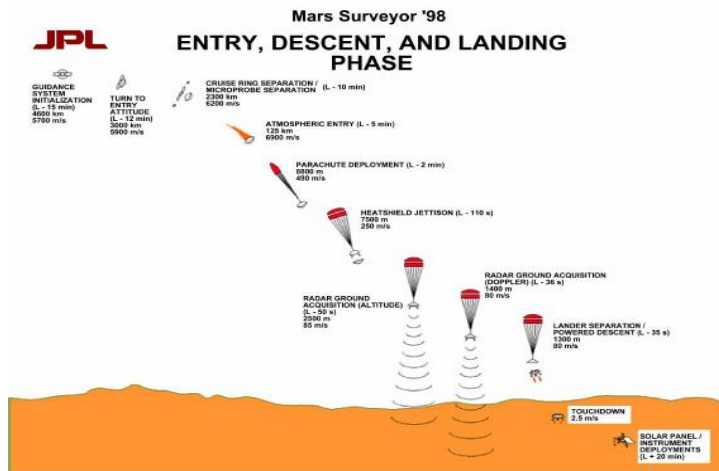 Mars Surveyor '98
JPL
ENTRY, DESCENT, AND LANDING
PHASE
GUIDANCE
SYSTEM
INITIALIZATION
(L - 15 min)
4600 km
5700 m/s
TURN TO
ENTRY
ATTITUDE
(L - 12 min)
3000 km
5900 m/s
CRUISE RING SEPARATION /
MICROPROBE SEPARATION (L - 10 min)
2300 km
6200 m/s
ATMOSPHERIC ENTRY (L - 5 min)
125 km
6900 m/s
PARACHUTE DEPLOYMENT (L - 2 min)
8800 m
490 m/s
HEATSHIELD JETTISON (L - 110 s)
7500 m
250 m/s
RADAR GROUND
ACQUISITION (ALTITUDE)
(L - 50 s)
2500 m
85 m/s
RADAR GROUND ACQUISITION
(DOPPLER) (L - 36 s)
1400 m
80 m/s
LANDER SEPARATION /
POWERED DESCENT (L - 35 s)
1300 m
80 m/s
TOUCHDOWN
2.5 m/s
SOLAR PANEL /
INSTRUMENT
DEPLOYMENTS
(L + 20 min)